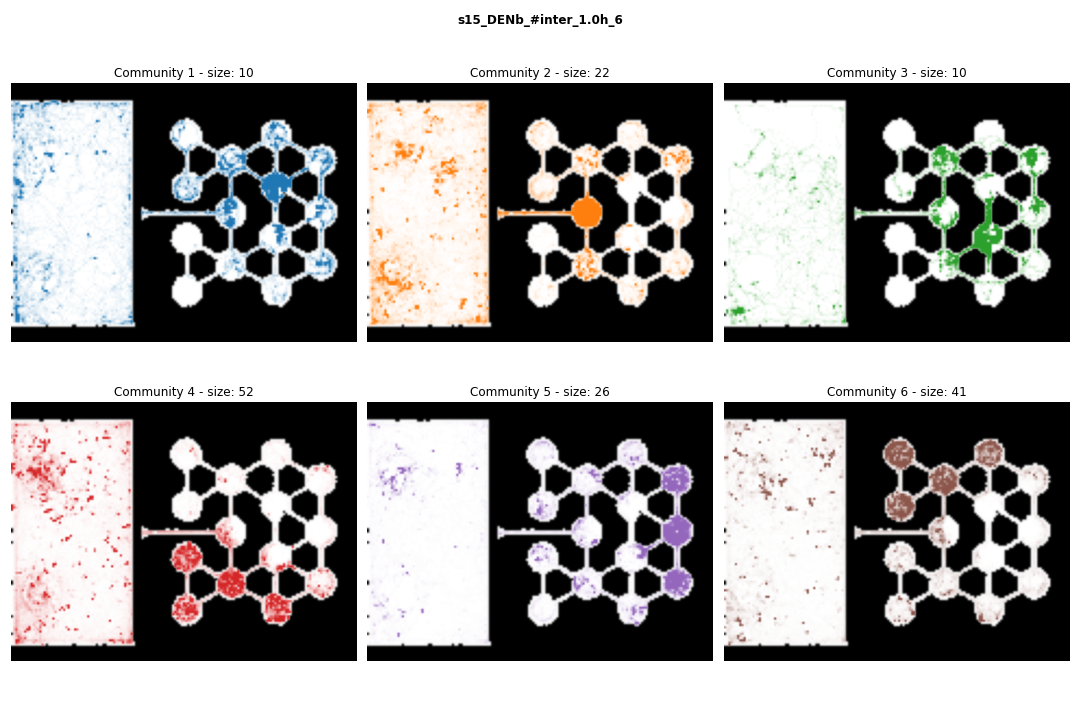 s15_DENb_#inter_1.0h_6
Community 1 - size: 10
Community 2 - size: 22
Community 3 - size: 10
Community 4 - size: 52
Community 5 - size: 26
Community 6 - size: 41